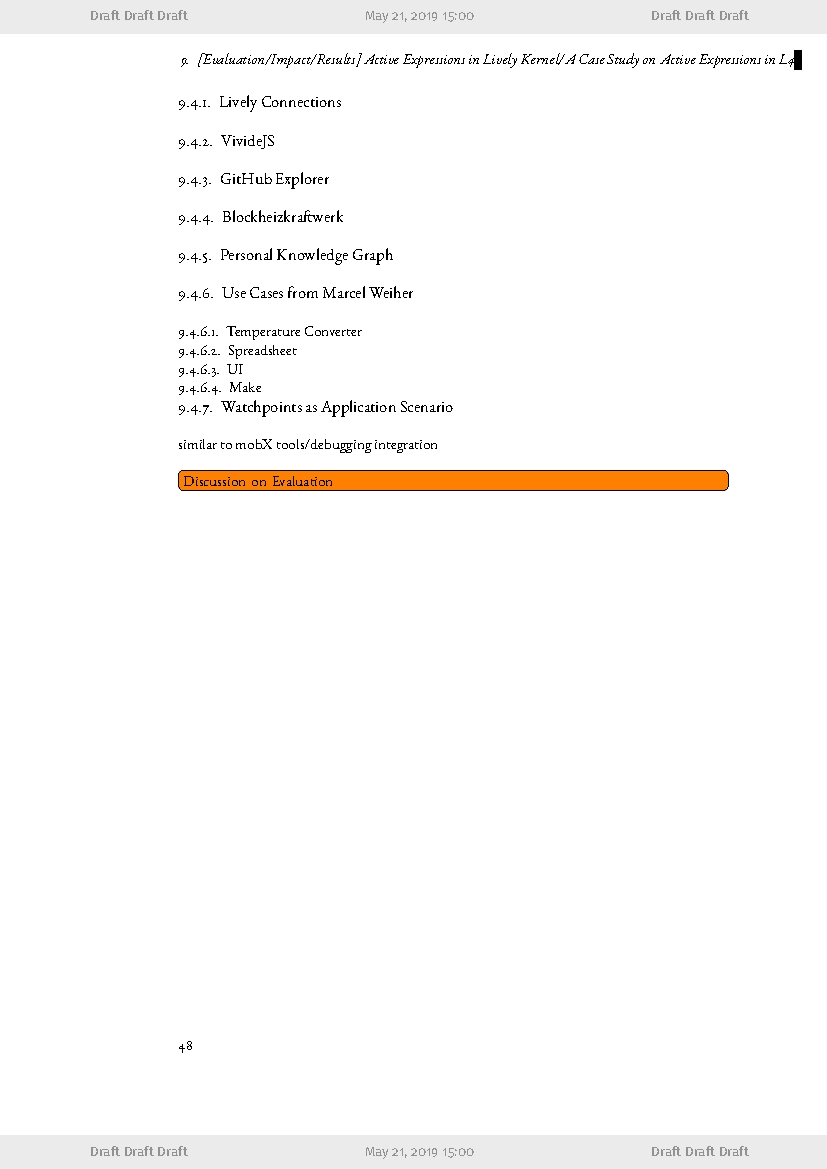 Draft Draft Draft May 21, 2019 15:00 Draft Draft Draft
9. [Evaluation/Impact/Results] Active Expressions in Lively Kernel/A Case Study on Active Expressions in L4
9.4.1. Lively Connections
9.4.2. VivideJS
9.4.3. GitHub Explorer
9.4.4. Blockheizkraftwerk
9.4.5. Personal Knowledge Graph
9.4.6. Use Cases from Marcel Weiher
9.4.6.1. Temperature Converter
9.4.6.2. Spreadsheet
9.4.6.3. UI
9.4.6.4. Make
9.4.7. Watchpoints as Application Scenario
similar to mobX tools/debugging integration
Discussion on Evaluation
48
Draft Draft Draft May 21, 2019 15:00 Draft Draft Draft